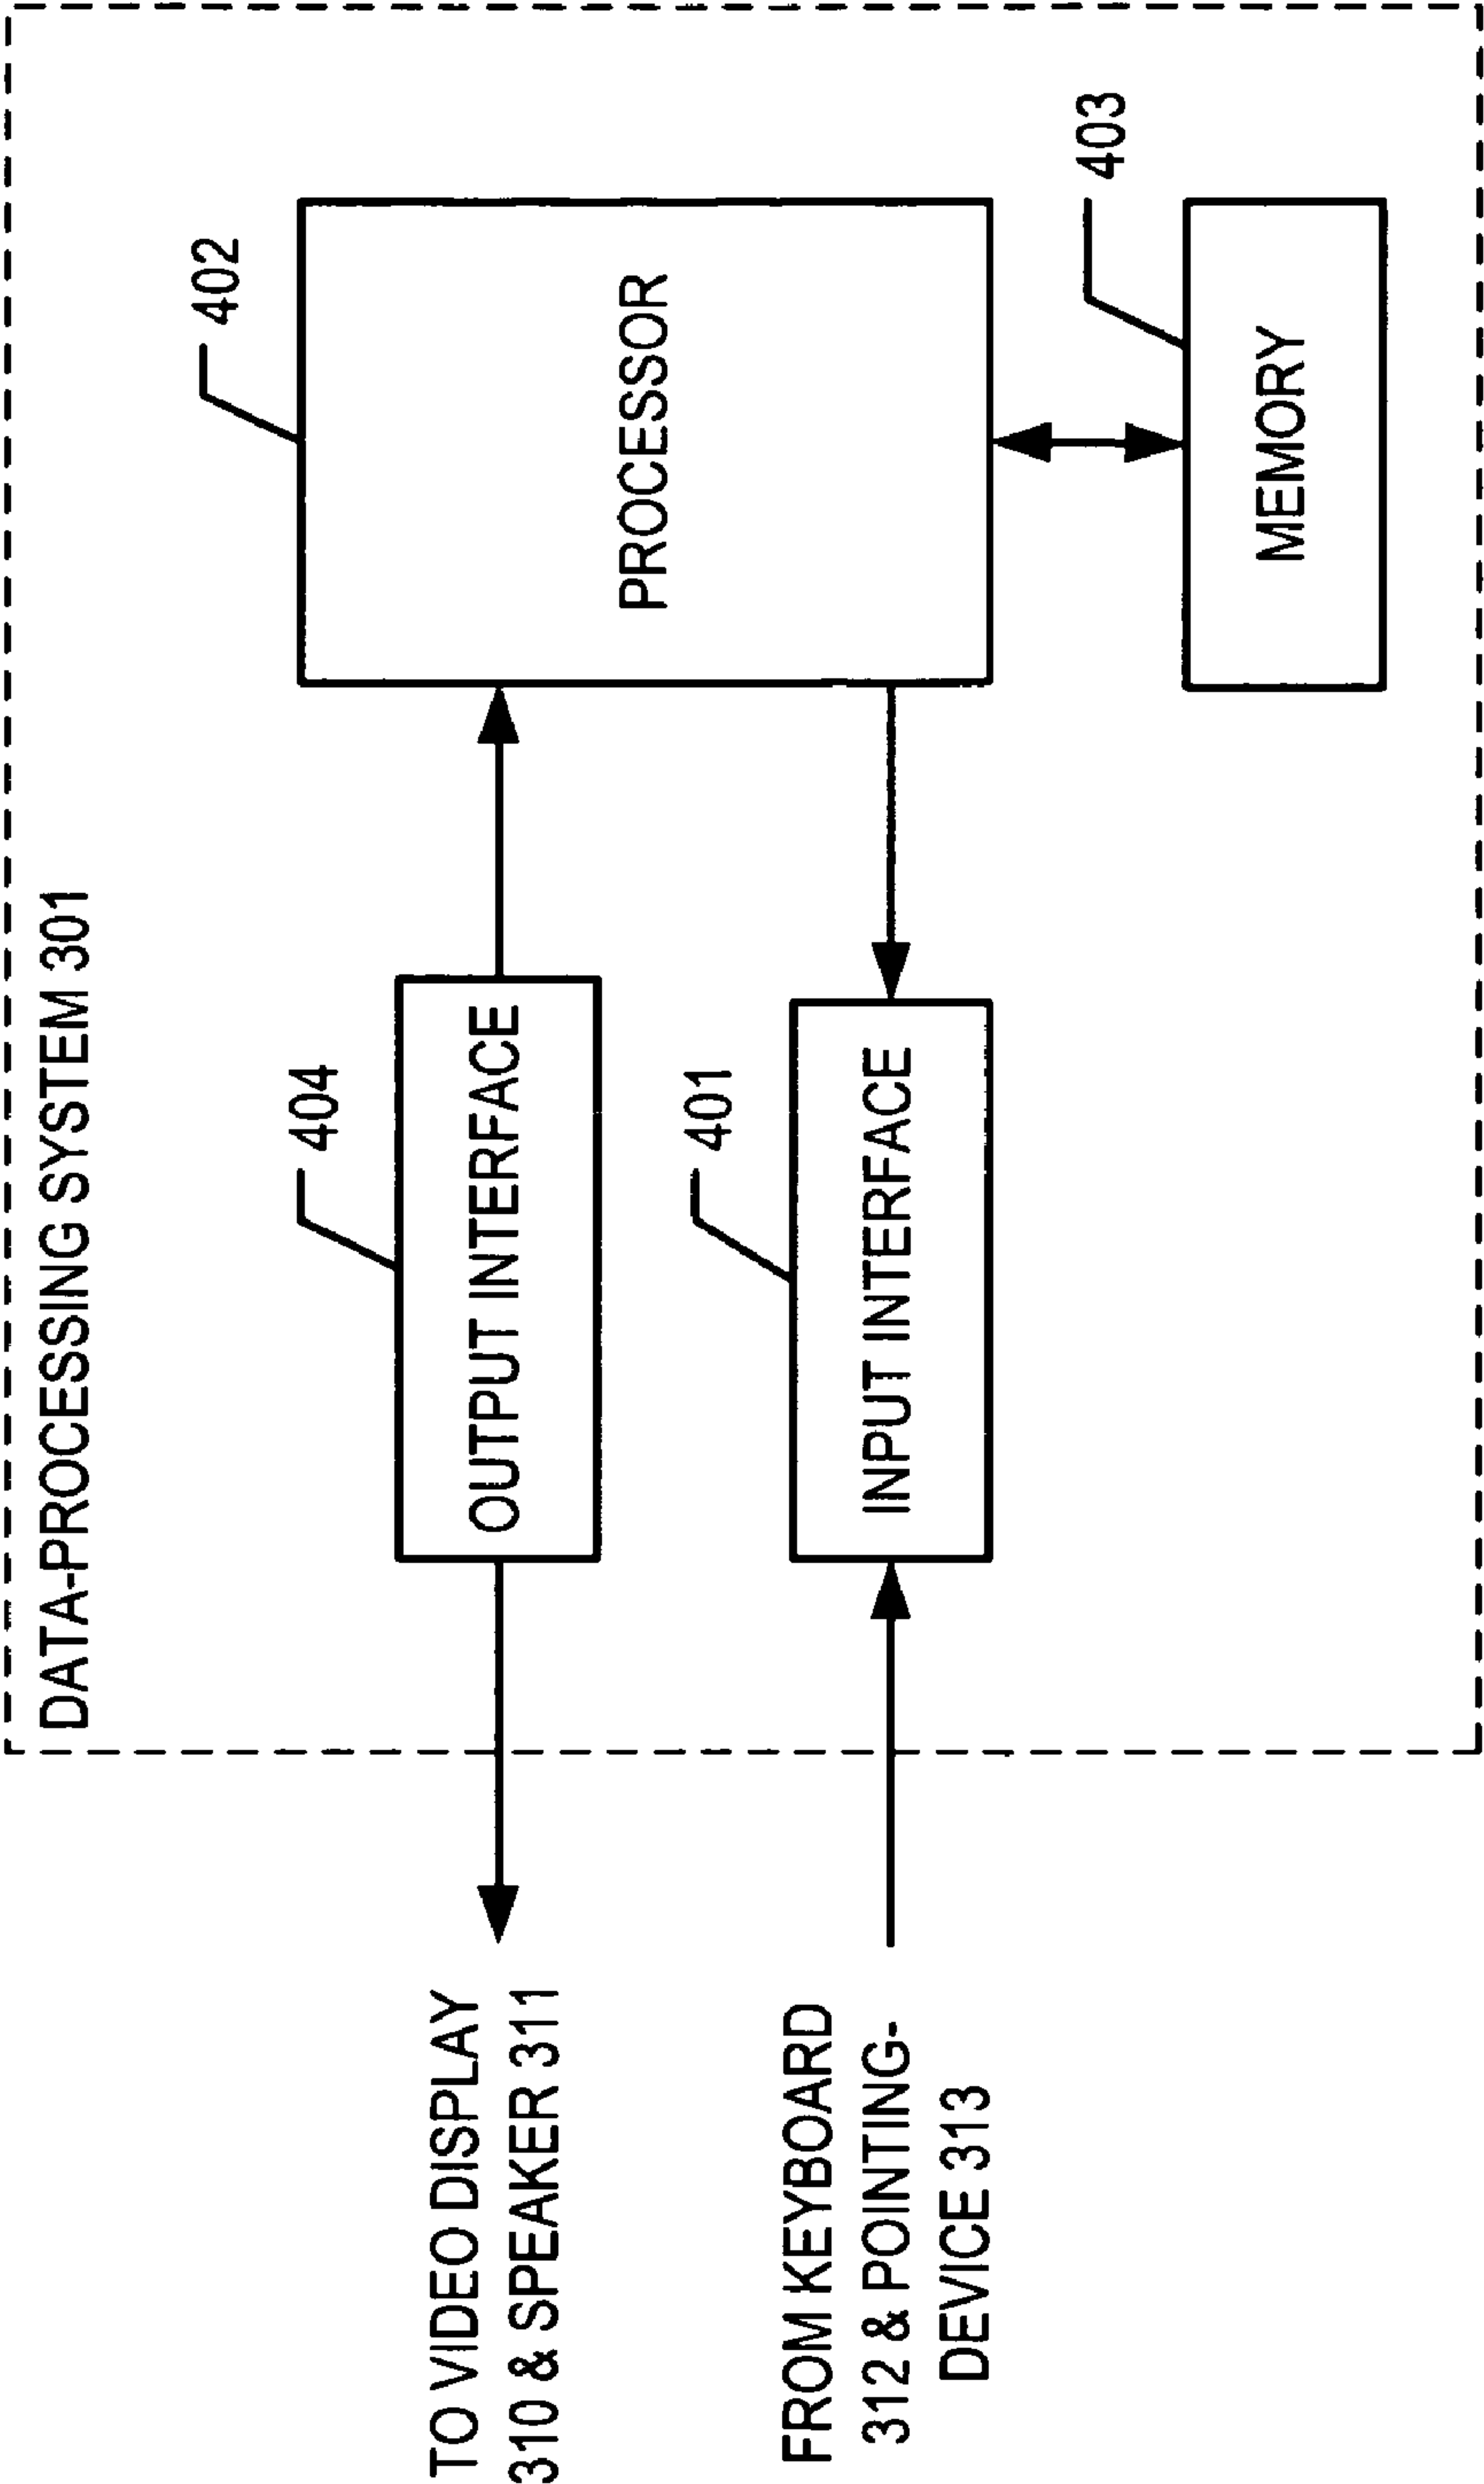 DATA-PROCESSING SYSTEM 301
402
PROCESSOR
404
OUTPUT INTERFACE
TO VIDEO DISPLAY
310 & SPEAKER 311
401
INPUT INTERFACE
FROM KEYBOARD
312 & POINTING-
DEVICE 313
403
MEMORY